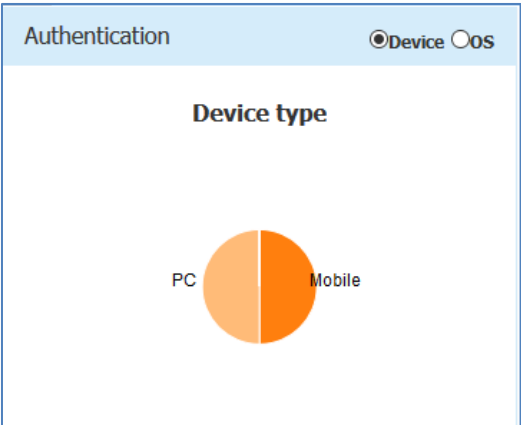 Authentication
Device OS
Device type
PC
Mobile